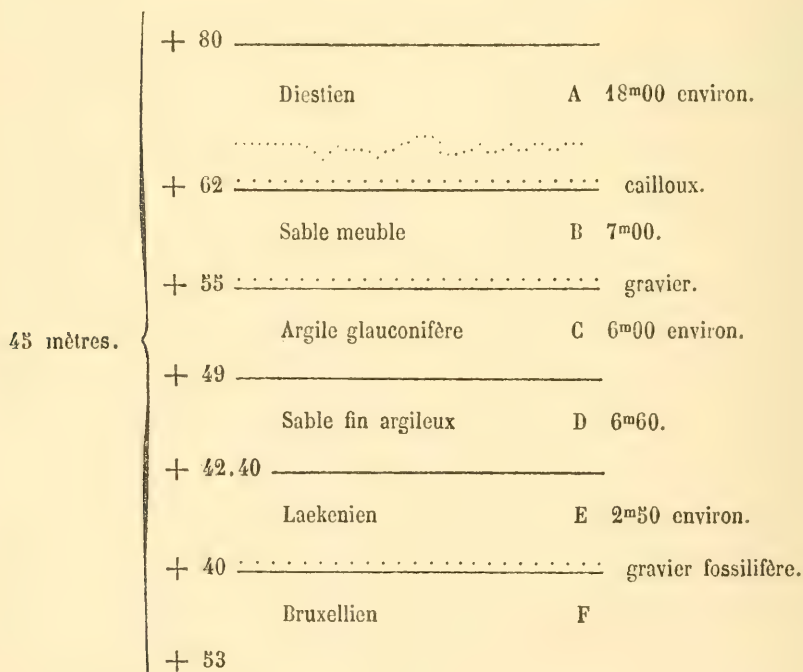 + 80
Diestien A 18ᵐ00 environ.
+ 62 cailloux.
Sable meuble B 7ᵐ00.
+ 55 gravier.
45 mètres. Argile glauconifère C 6ᵐ00 environ.
+ 49
Sable fin argileux D 6ᵐ60.
+ 42.40
Laekenien E 2ᵐ50 environ.
+ 40 gravier fossilifère.
Bruxellien F
+ 53